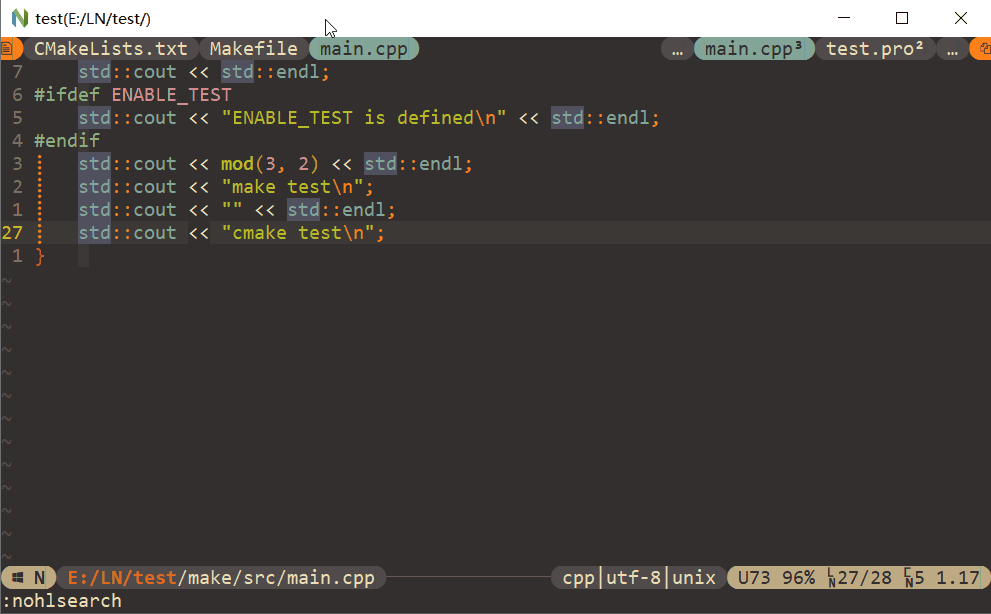 test(E:/LN/test/)
CMakeLists.txt Makefile main.cpp … main.cpp³ test.pro² …
7 std::cout << std::endl;
6 #ifdef ENABLE_TEST
5 std::cout << "ENABLE_TEST is defined\n" << std::endl;
4 #endif
3 std::cout << mod(3, 2) << std::endl;
2 std::cout << "make test\n";
1 std::cout << "" << std::endl;
27 std::cout << "cmake test\n";
1 }
~
~
~
~
~
~
~
~
~
~
~
~
~
N E:/LN/test/make/src/main.cpp cpp|utf-8|unix U73 96% LN27/28 CN5 1.17
:nohlsearch